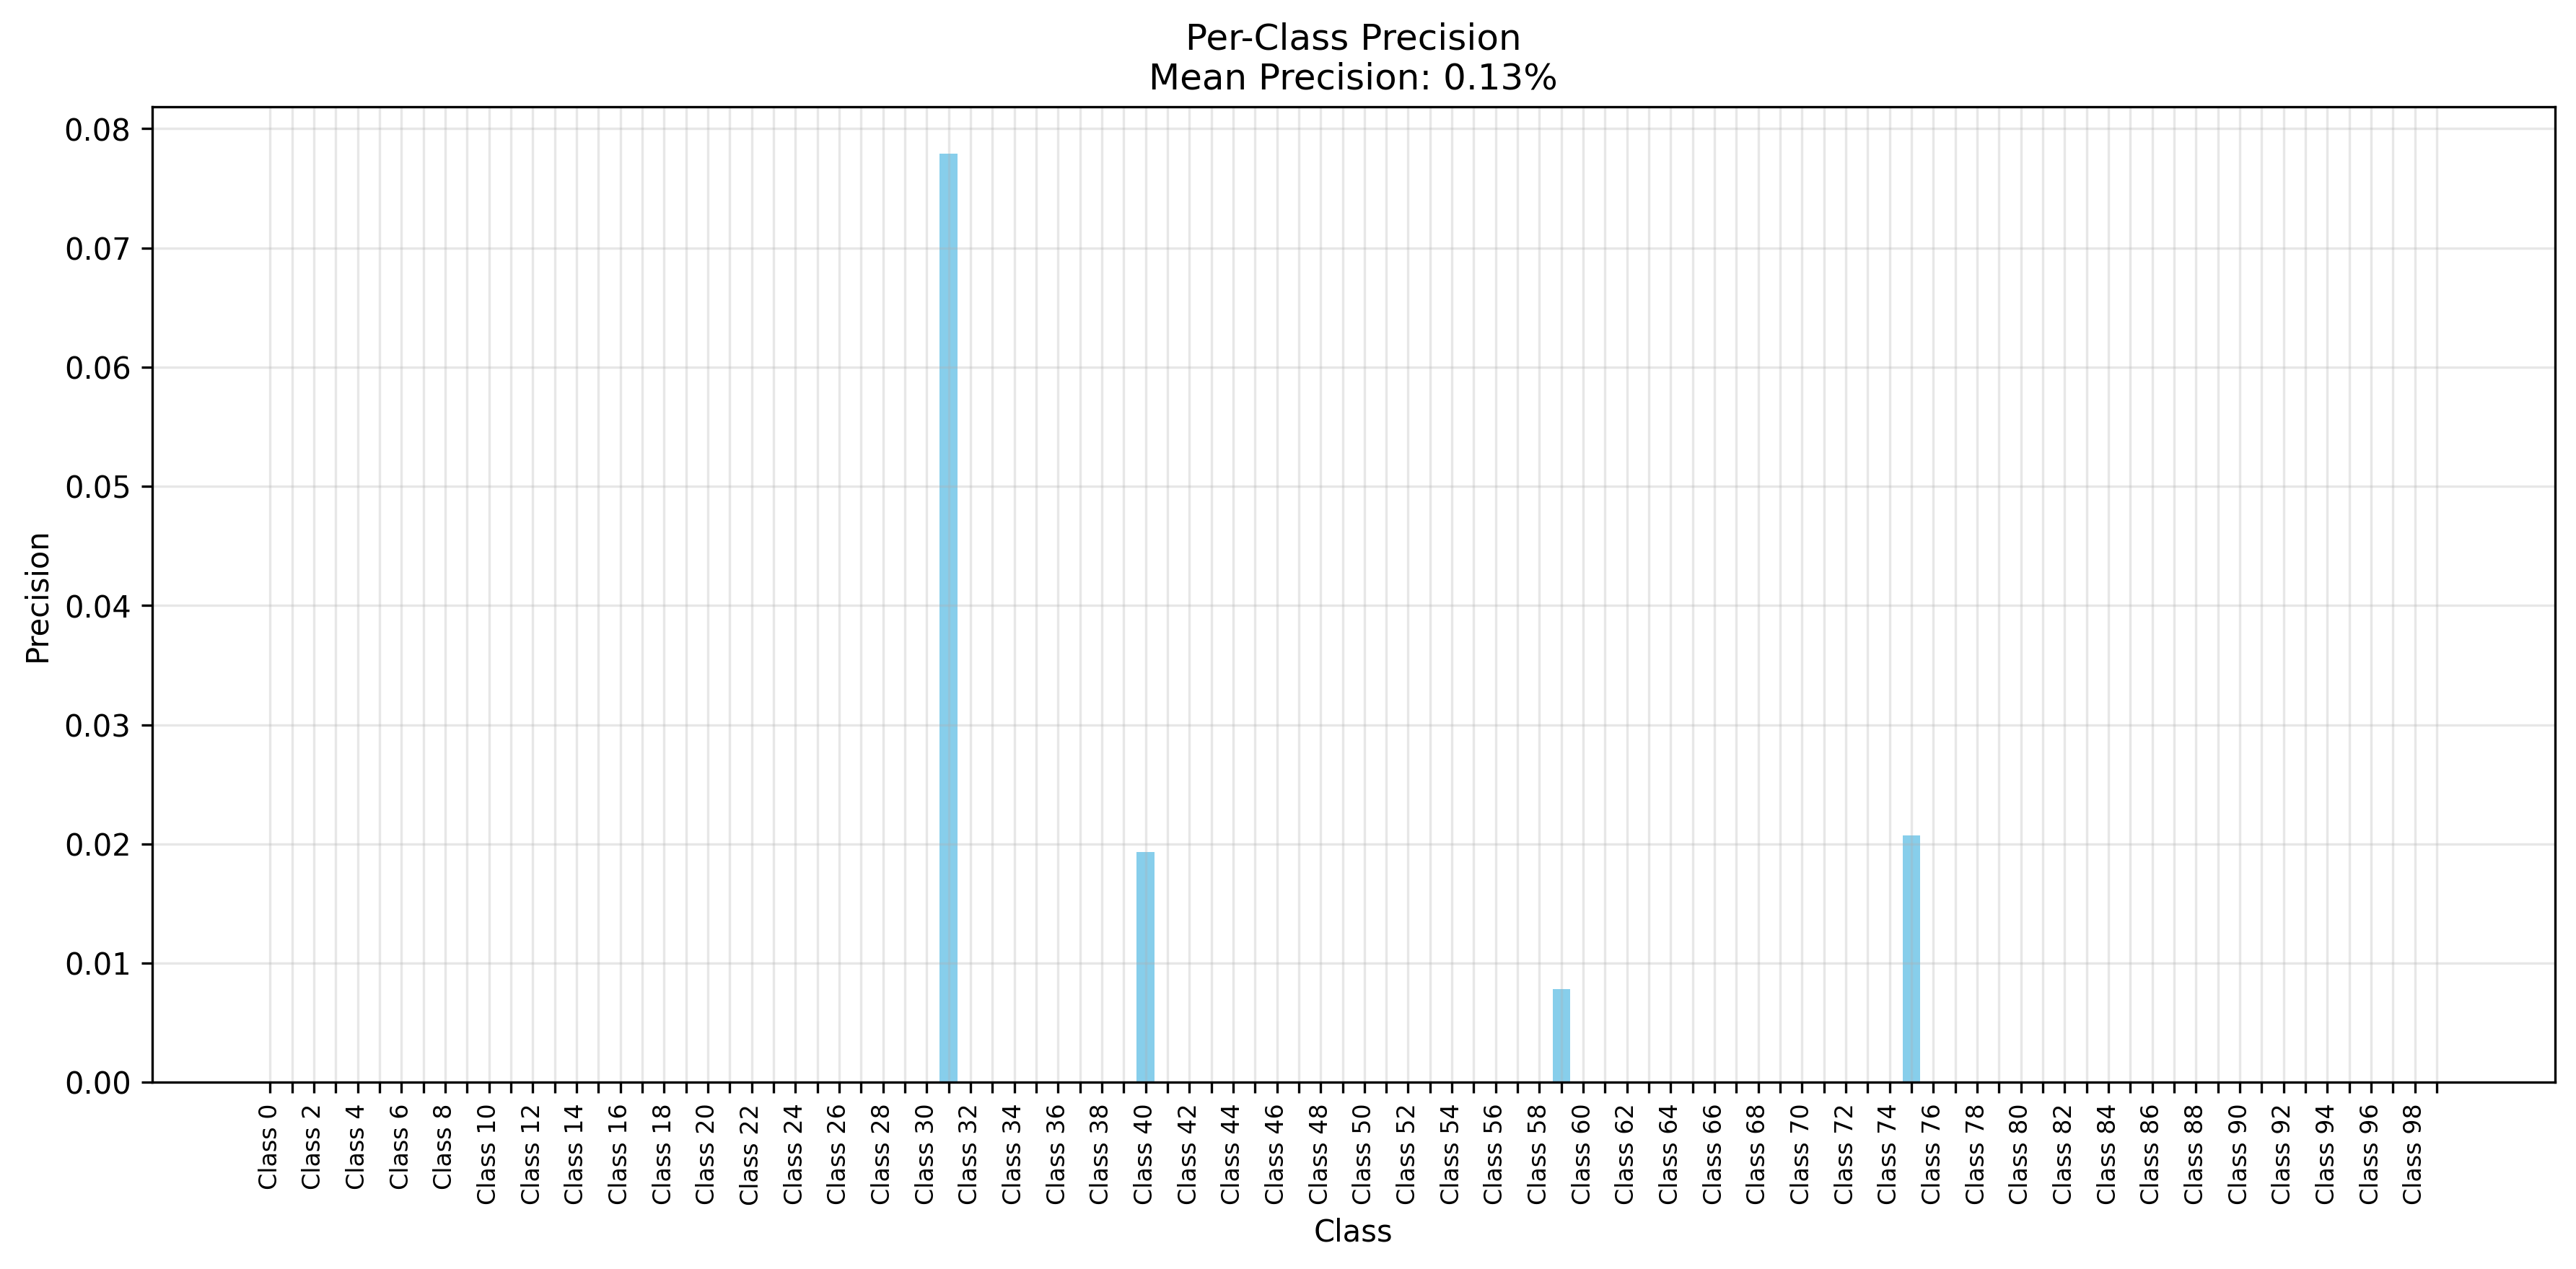 Per-Class Precision
Mean Precision: 0.13%
0.08
0.07
0.06
0.05
0.04
0.03
0.02
0.01
0.00
Precision
Class 0
Class 2
Class 4
Class 6
Class 8
Class 10
Class 12
Class 14
Class 16
Class 18
Class 20
Class 22
Class 24
Class 26
Class 28
Class 30
Class 32
Class 34
Class 36
Class 38
Class 40
Class 42
Class 44
Class 46
Class 48
Class 50
Class 52
Class 54
Class 56
Class 58
Class 60
Class 62
Class 64
Class 66
Class 68
Class 70
Class 72
Class 74
Class 76
Class 78
Class 80
Class 82
Class 84
Class 86
Class 88
Class 90
Class 92
Class 94
Class 96
Class 98
Class